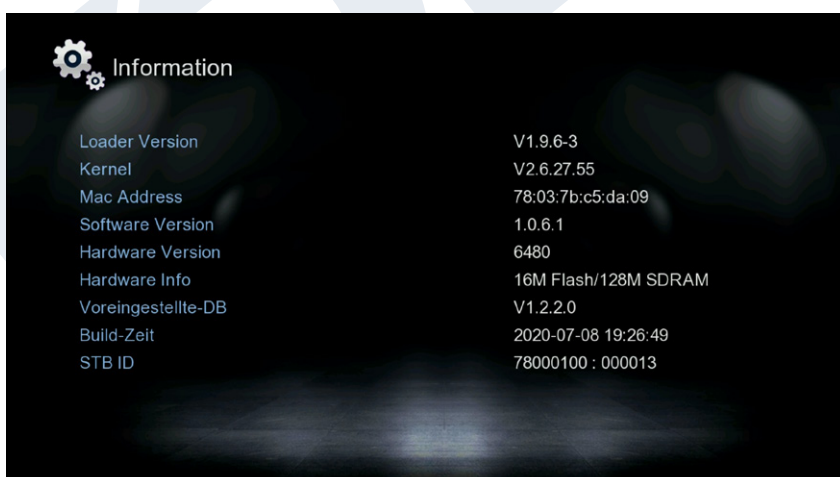 Information
Loader Version V1.9.6-3
Kernel V2.6.27.55
Mac Address 78:03:7b:c5:da:09
Software Version 1.0.6.1
Hardware Version 6480
Hardware Info 16M Flash/128M SDRAM
Voreingestellte-DB V1.2.2.0
Build-Zeit 2020-07-08 19:26:49
STB ID 78000100 : 000013